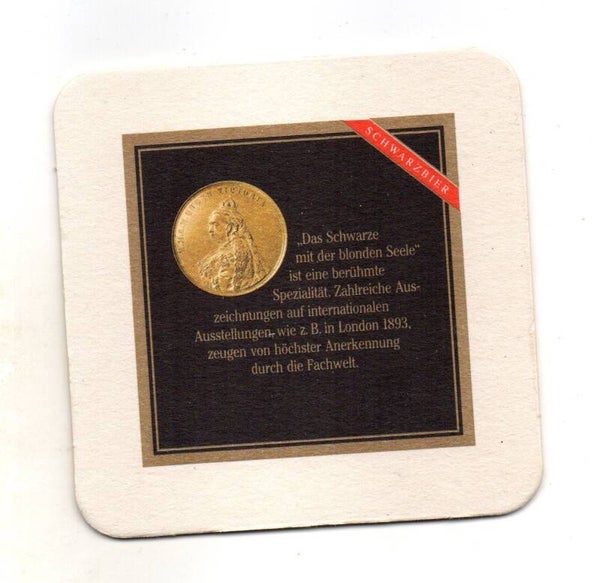 SCHWARZBIER
„Das Schwarze
mit der blonden Seele“
ist eine berühmte
Spezialität. Zahlreiche Aus-
zeichnungen auf internationalen
Ausstellungen, wie z. B. in London 1893,
zeugen von höchster Anerkennung
durch die Fachwelt.